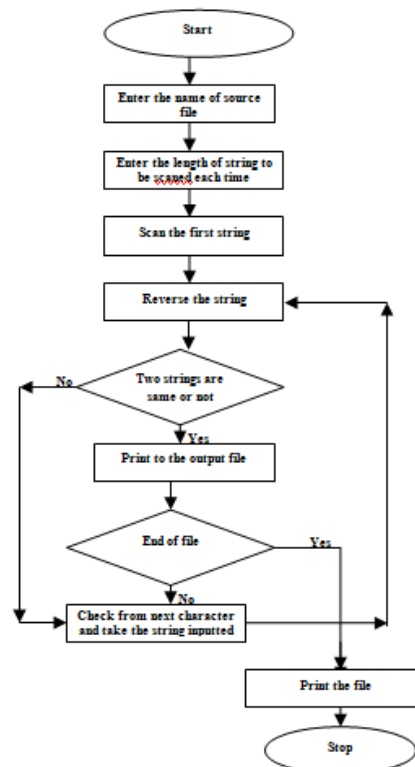 Start
Enter the name of source
file
Enter the length of string to
be scaned each time
Scan the first string
Reverse the string
No
Two strings are
same or not
Yes
Print to the output file
End of file
Yes
No
Check from next character
and take the string inputted
Print the file
Stop